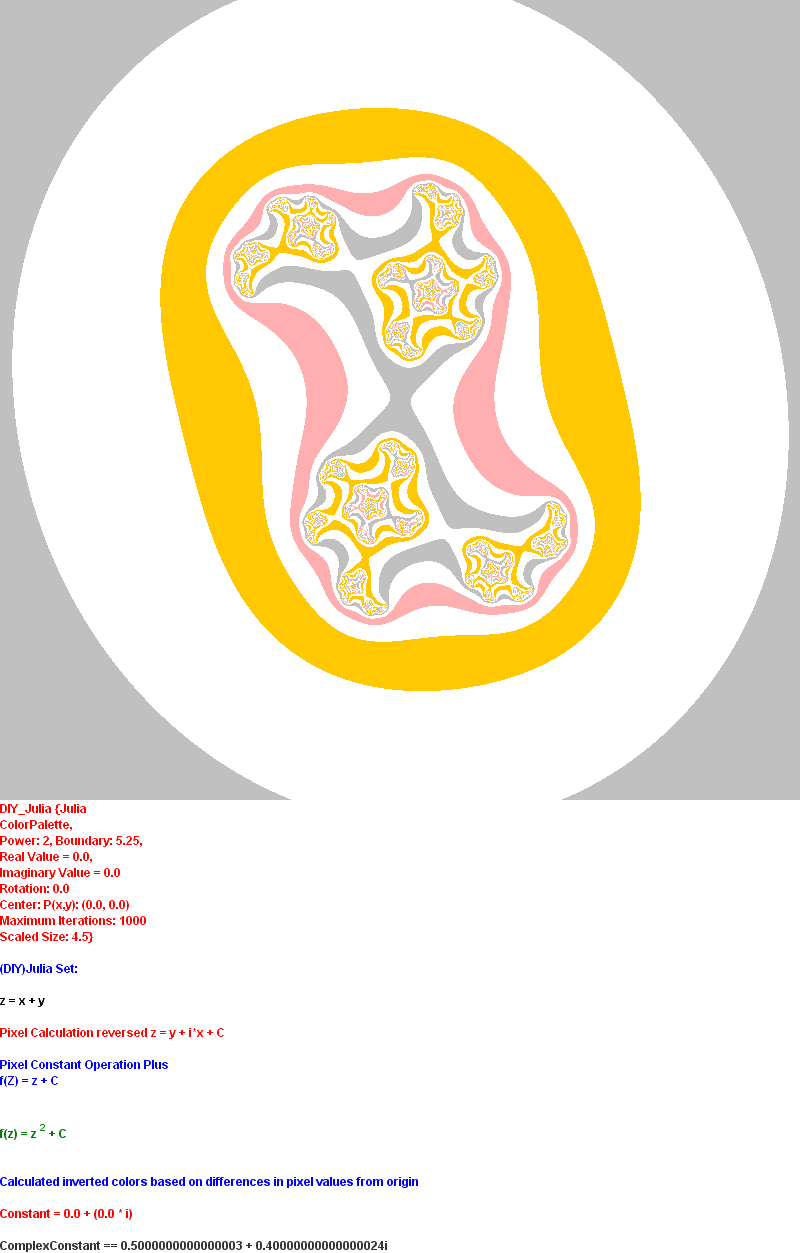 DIY_Julia {Julia
ColorPalette,
Power: 2, Boundary: 5.25,
Real Value = 0.0,
Imaginary Value = 0.0
Rotation: 0.0
Center: P(x,y): (0.0, 0.0)
Maximum Iterations: 1000
Scaled Size: 4.5}
(DIY)Julia Set:
z = x + y
Pixel Calculation reversed z = y + i*x + C
Pixel Constant Operation Plus
f(Z) = z + C
f(z) = z 2 + C
Calculated inverted colors based on differences in pixel values from origin
Constant = 0.0 + (0.0 * i)
ComplexConstant == 0.5000000000000003 + 0.40000000000000024i